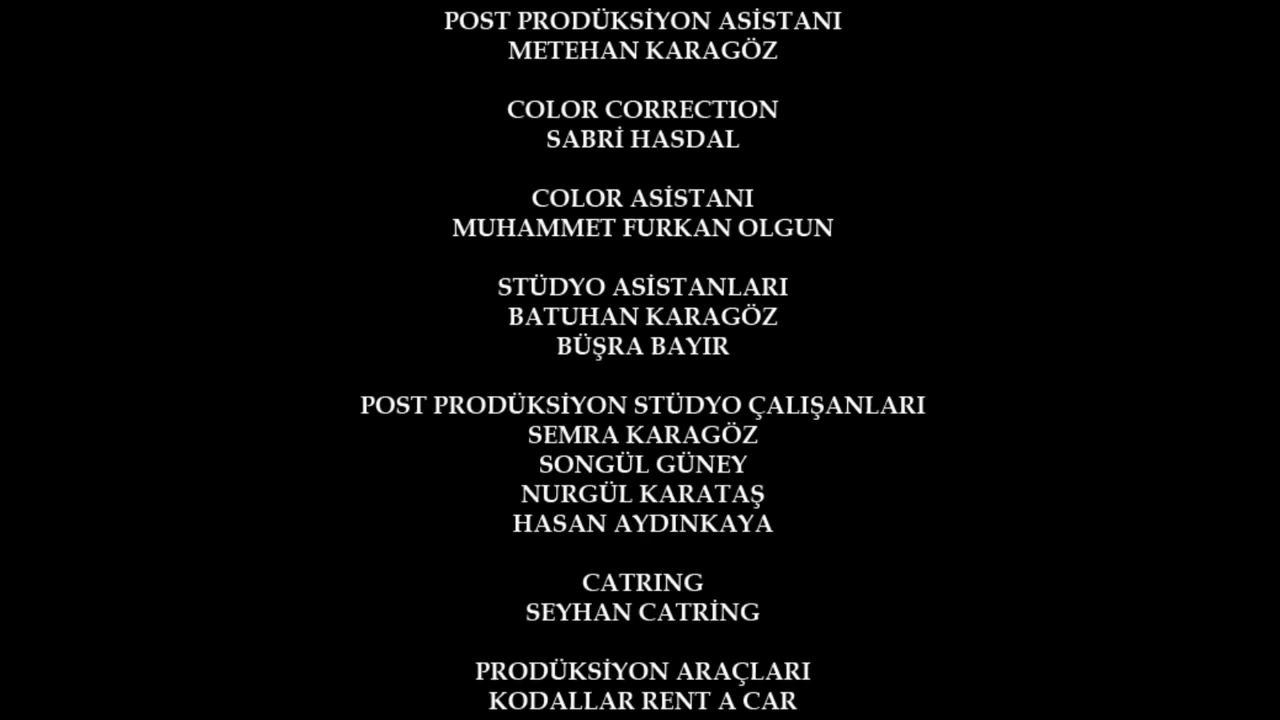 POST PRODÜKSİYON ASİSTANI
METEHAN KARAGÖZ
COLOR CORRECTION
SABRİ HASDAL
COLOR ASİSTANI
MUHAMMET FURKAN OLGUN
STÜDYO ASİSTANLARI
BATUHAN KARAGÖZ
BÜŞRA BAYIR
POST PRODÜKSİYON STÜDYO ÇALIŞANLARI
SEMRA KARAGÖZ
SONGÜL GÜNEY
NURGÜL KARATAŞ
HASAN AYDINKAYA
CATRING
SEYHAN CATRİNG
PRODÜKSİYON ARAÇLARI
KODALLAR RENT A CAR